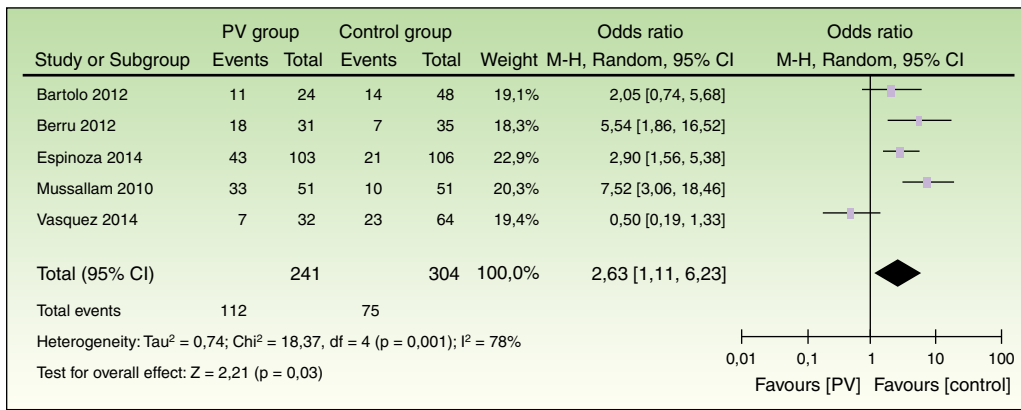 PV group Control group Odds ratio Odds ratio
Study or Subgroup Events Total Events Total Weight M-H, Random, 95% CI M-H, Random, 95% CI
Bartolo 2012 11 24 14 48 19,1% 2,05 [0,74, 5,68]
Berru 2012 18 31 7 35 18,3% 5,54 [1,86, 16,52]
Espinoza 2014 43 103 21 106 22,9% 2,90 [1,56, 5,38]
Mussallam 2010 33 51 10 51 20,3% 7,52 [3,06, 18,46]
Vasquez 2014 7 32 23 64 19,4% 0,50 [0,19, 1,33]
Total (95% CI) 241 304 100,0% 2,63 [1,11, 6,23]
Total events 112 75
Heterogeneity: Tau² = 0,74; Chi² = 18,37, df = 4 (p = 0,001); I² = 78%
Test for overall effect: Z = 2,21 (p = 0,03)
0,01 0,1 1 10 100
Favours [PV] Favours [control]